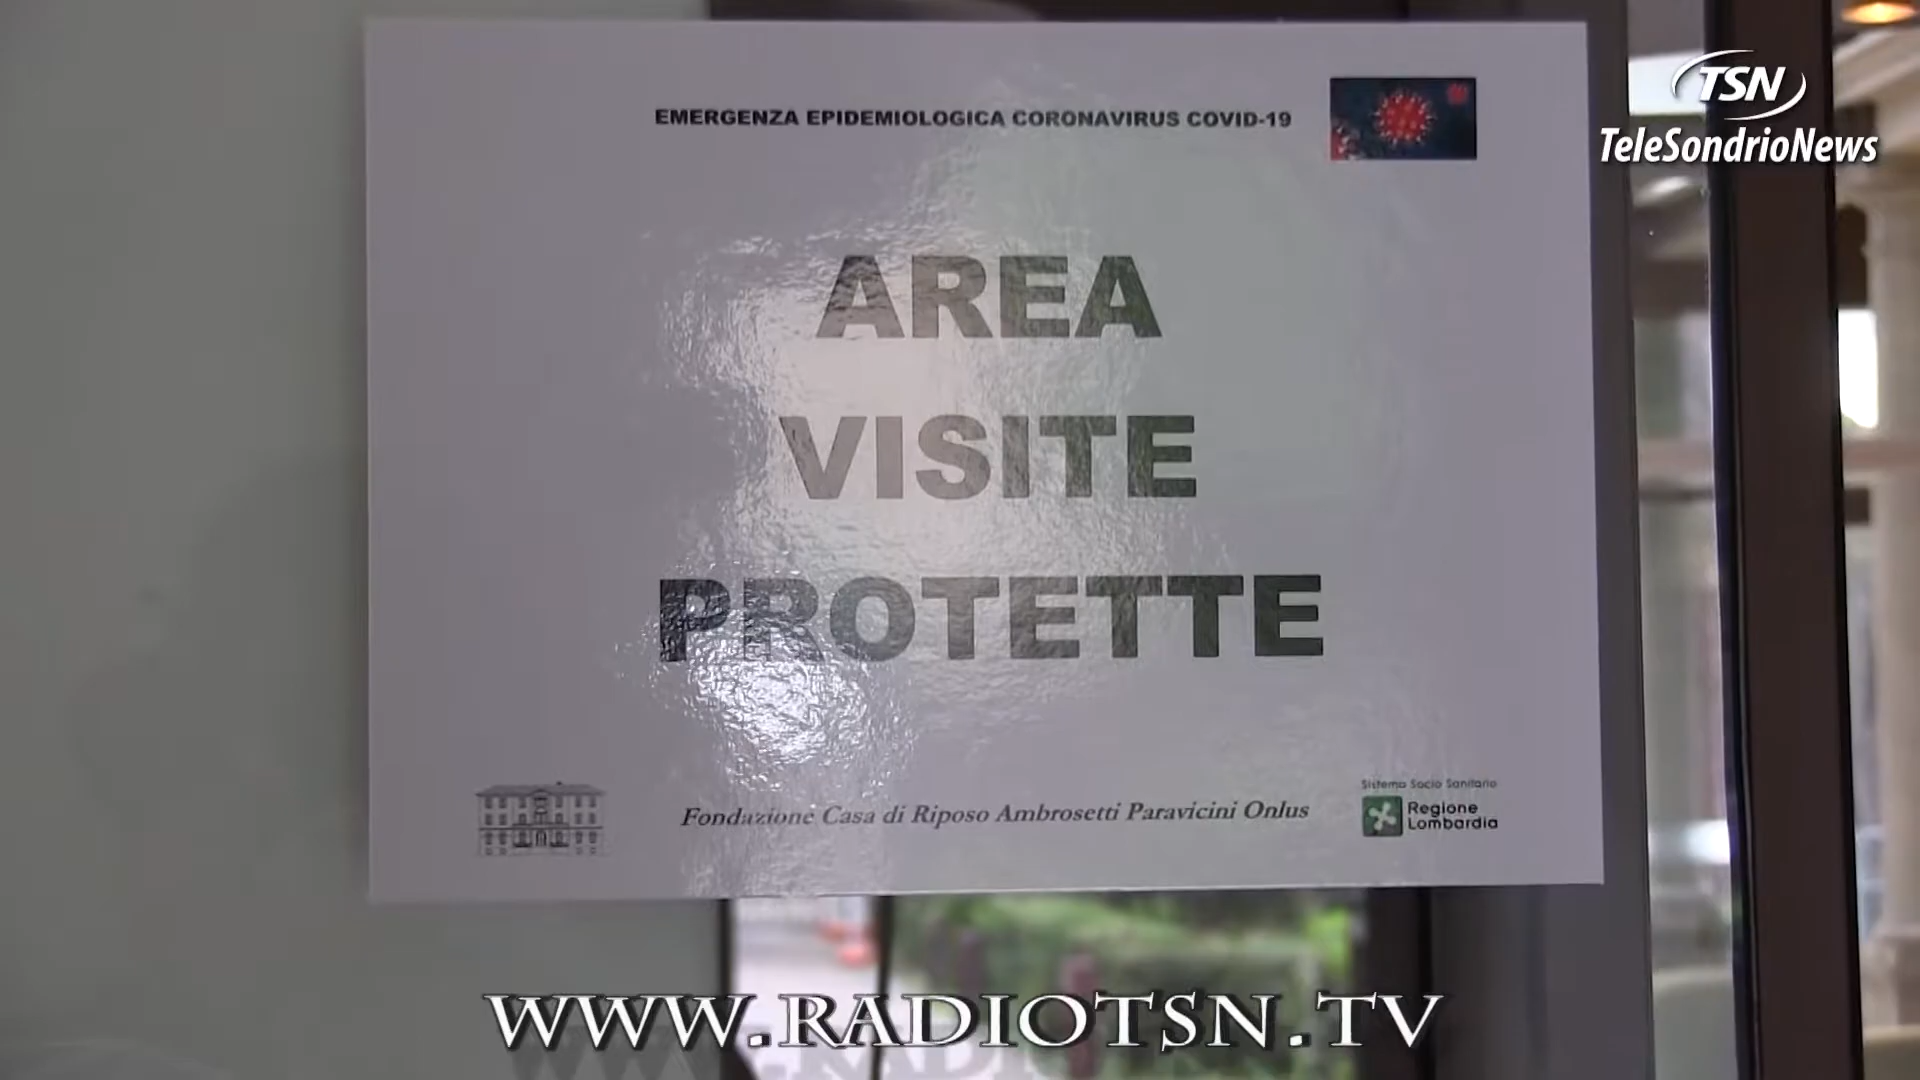 EMERGENZA EPIDEMIOLOGICA CORONAVIRUS COVID-19
TSN
TeleSondrioNews
AREA
VISITE
PROTETTE
Fondazione Casa di Riposo Ambrosetti Paravicini Onlus
Sistema Socio Sanitario
Regione
Lombardia
WWW.RADIOTSN.TV